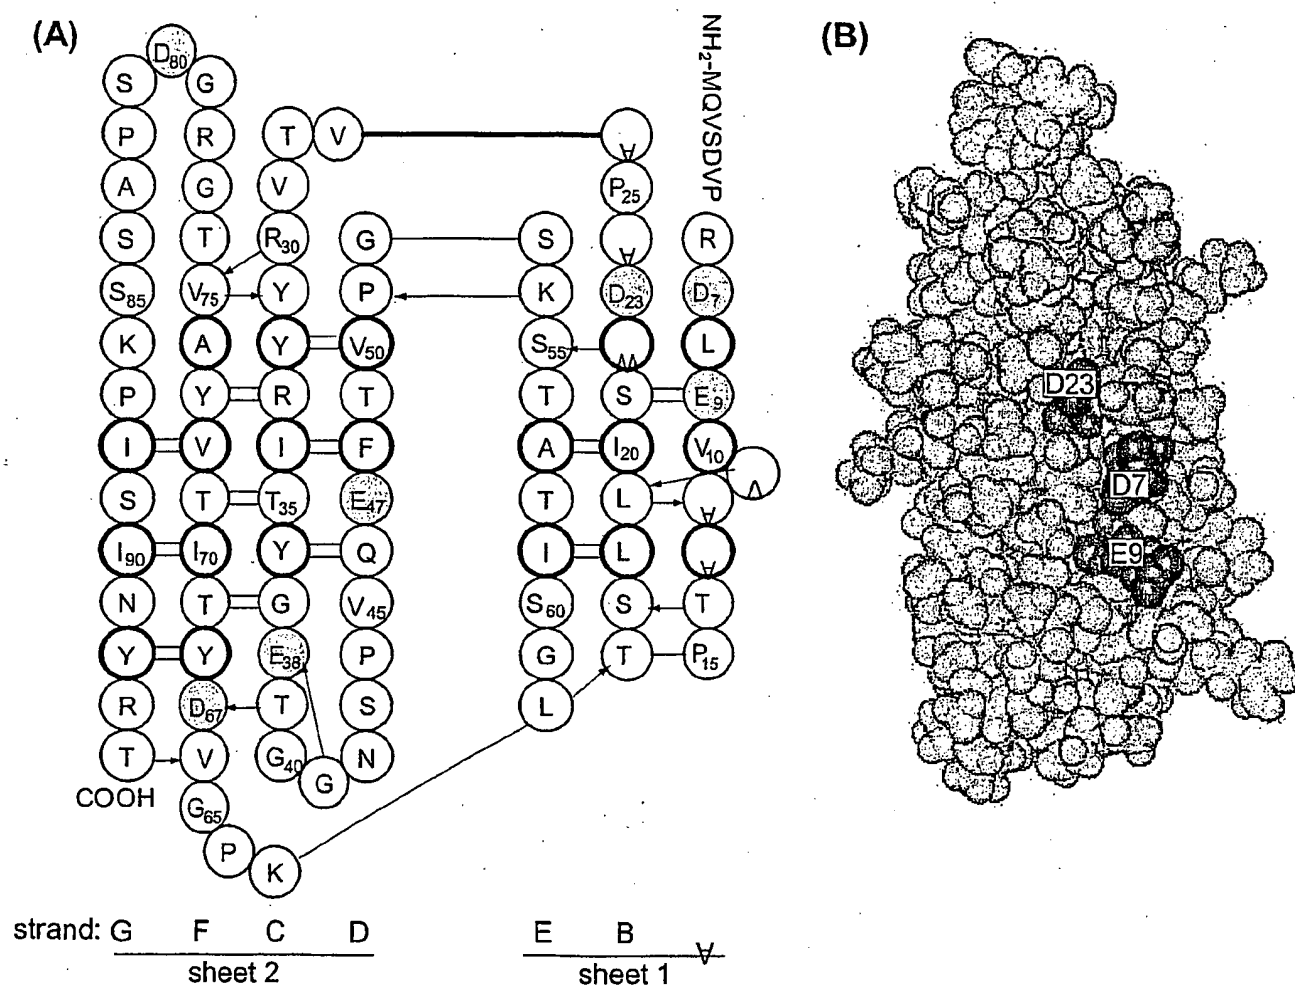 (A)
(B)
NH₂-MQVSDVP
D80
S G
P R T V ∀
A G V P25
S T R30 G S ∀ R
S85 V75 Y P K D23 D7
K A Y V50 S55 W L
P Y R T T S E9
D23
I V I F A I20 V10
∀
S T T35 E47 T L ∀
D7
I90 I70 Y Q I L ∀
E9
N T G V45 S60 S T
Y Y E38 P G T P15
R D67 T S L
T V G40 G N
COOH
G65
P K
strand: G F C D E B ∀
sheet 2 sheet 1